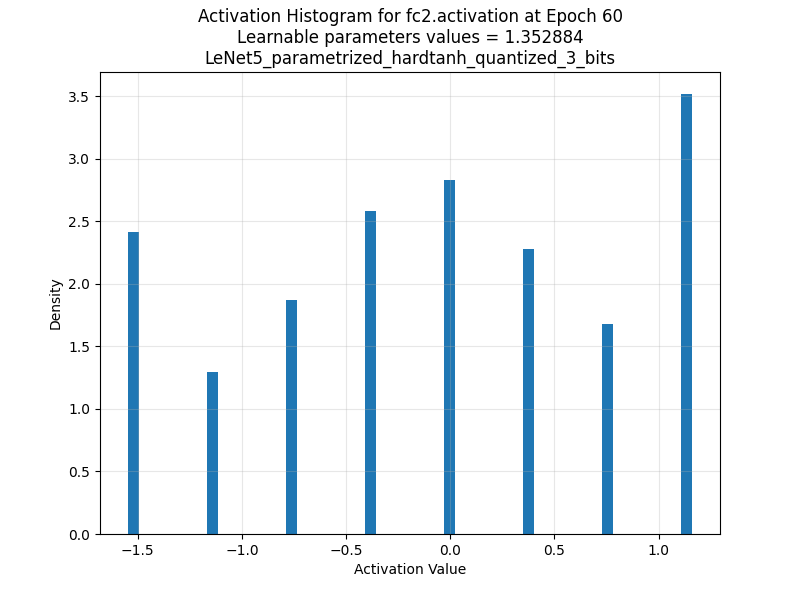 Activation Histogram for fc2.activation at Epoch 60
Learnable parameters values = 1.352884
LeNet5_parametrized_hardtanh_quantized_3_bits
Density
3.5
3.0
2.5
2.0
1.5
1.0
0.5
0.0
−1.5 −1.0 −0.5 0.0 0.5 1.0
Activation Value